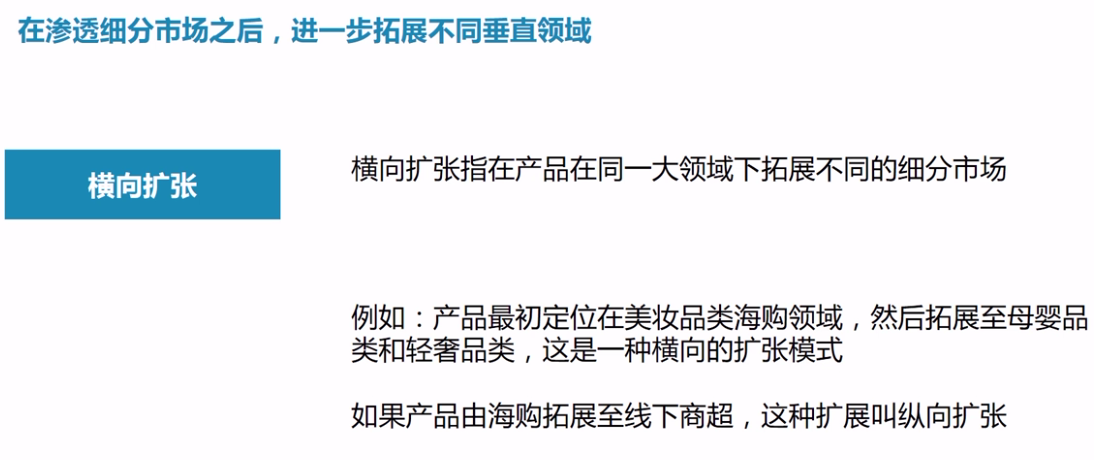 在渗透细分市场之后，进一步拓展不同垂直领域
横向扩张
横向扩张指在产品在同一大领域下拓展不同的细分市场
例如：产品最初定位在美妆品类海购领域，然后拓展至母婴品
类和轻奢品类，这是一种横向的扩张模式
如果产品由海购拓展至线下商超，这种扩展叫纵向扩张